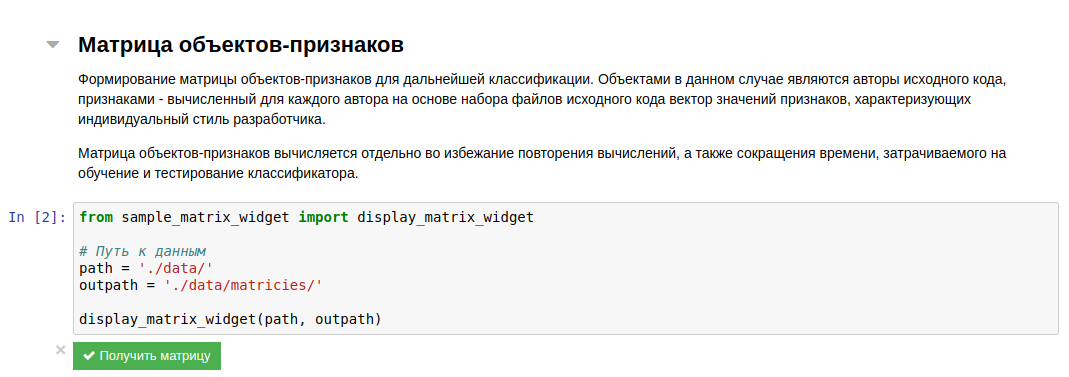 Матрица объектов-признаков
Формирование матрицы объектов-признаков для дальнейшей классификации. Объектами в данном случае являются авторы исходного кода,
признаками - вычисленный для каждого автора на основе набора файлов исходного кода вектор значений признаков, характеризующих
индивидуальный стиль разработчика.
Матрица объектов-признаков вычисляется отдельно во избежание повторения вычислений, а также сокращения времени, затрачиваемого на
обучение и тестирование классификатора.
In [2]: from sample_matrix_widget import display_matrix_widget
# Путь к данным
path = './data/'
outpath = './data/matricies/'
display_matrix_widget(path, outpath)
Получить матрицу